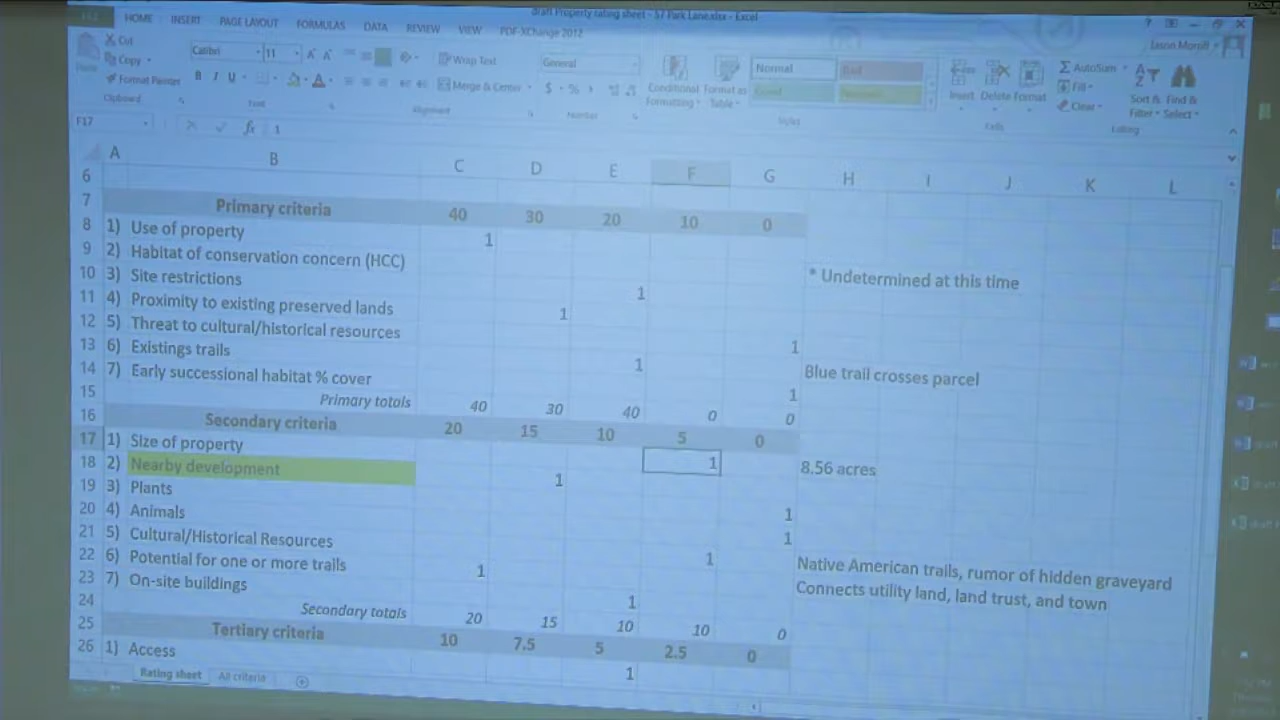 draft Property rating sheet - 57 Park Lane.xlsx - Excel
FILE HOME INSERT PAGE LAYOUT FORMULAS DATA REVIEW VIEW PDF-XChange 2012
Cut
Copy
Format Painter
Clipboard
Calibri 11
B I U
Wrap Text
Merge & Center
Alignment
General
$ %
Number
Conditional Formatting
Format as Table
Normal
Styles
Insert Delete Format
Cells
AutoSum
Fill
Clear
Sort & Filter
Find & Select
Editing
F17 fx 1
A B C D E F G H I J K L
6
7 Primary criteria 40 30 20 10 0
8 1) Use of property 1
9 2) Habitat of conservation concern (HCC) * Undetermined at this time
10 3) Site restrictions 1
11 4) Proximity to existing preserved lands 1
12 5) Threat to cultural/historical resources 1
13 6) Existings trails 1 Blue trail crosses parcel
14 7) Early successional habitat % cover 1
15 Primary totals 40 30 40 0 0
16 Secondary criteria 20 15 10 5 0
17 1) Size of property 1 8.56 acres
18 2) Nearby development 1
19 3) Plants 1
20 4) Animals 1
21 5) Cultural/Historical Resources 1 Native American trails, rumor of hidden graveyard
22 6) Potential for one or more trails 1 Connects utility land, land trust, and town
23 7) On-site buildings 1
24 Secondary totals 20 15 10 10 0
25 Tertiary criteria 10 7.5 5 2.5 0
26 1) Access 1
Rating sheet All criteria